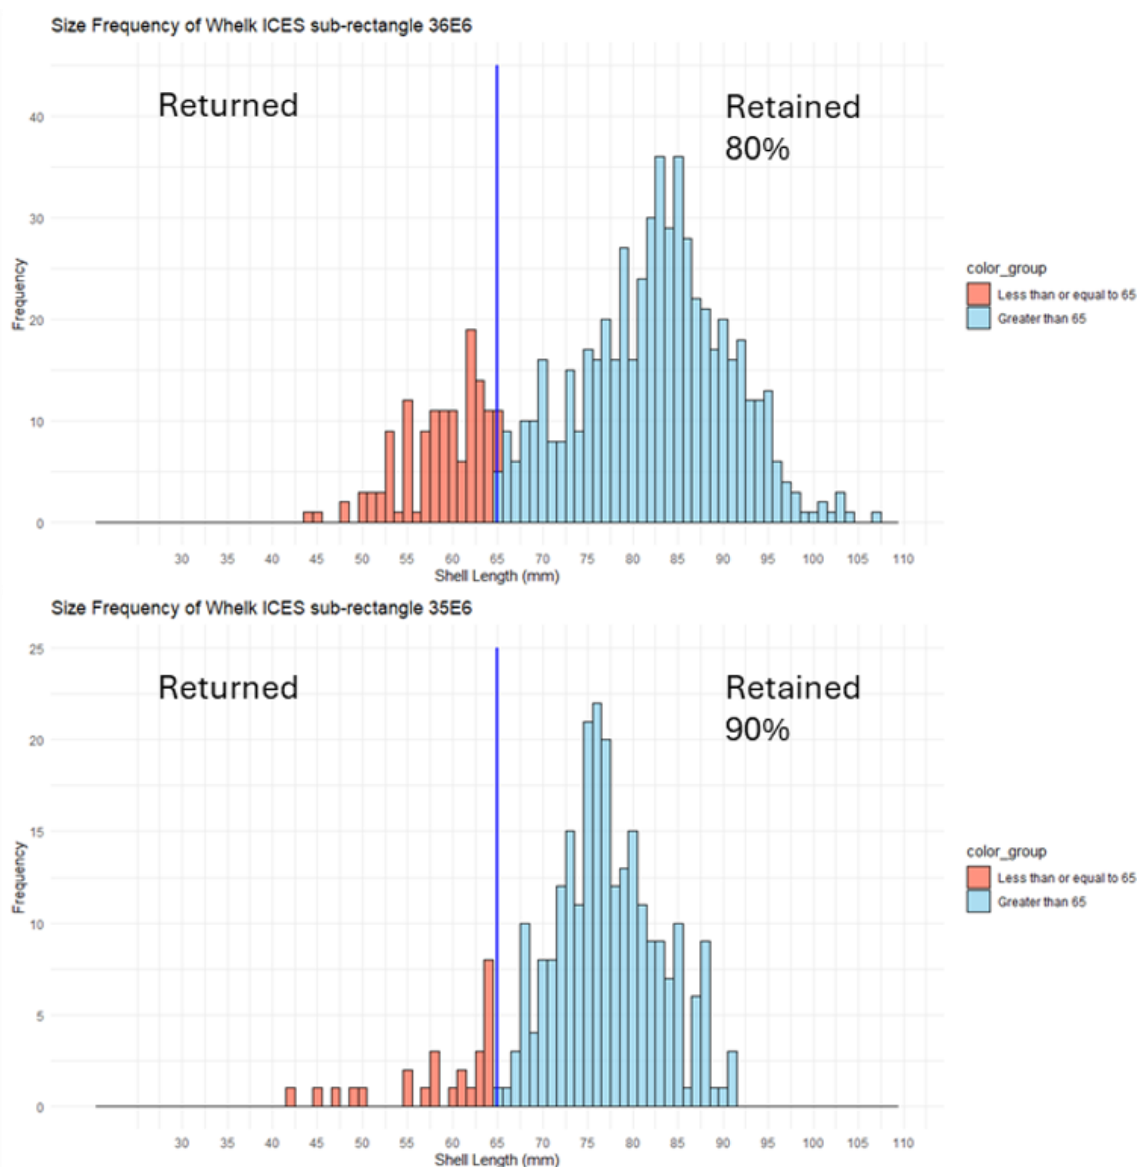 Size Frequency of Whelk ICES sub-rectangle 36E6
Returned
Retained
80%
40
30
20
10
0
Frequency
30 35 40 45 50 55 60 65 70 75 80 85 90 95 100 105 110
Shell Length (mm)
color_group
Less than or equal to 65
Greater than 65
Size Frequency of Whelk ICES sub-rectangle 35E6
Returned
Retained
90%
25
20
15
10
5
0
Frequency
30 35 40 45 50 55 60 65 70 75 80 85 90 95 100 105 110
Shell Length (mm)
color_group
Less than or equal to 65
Greater than 65